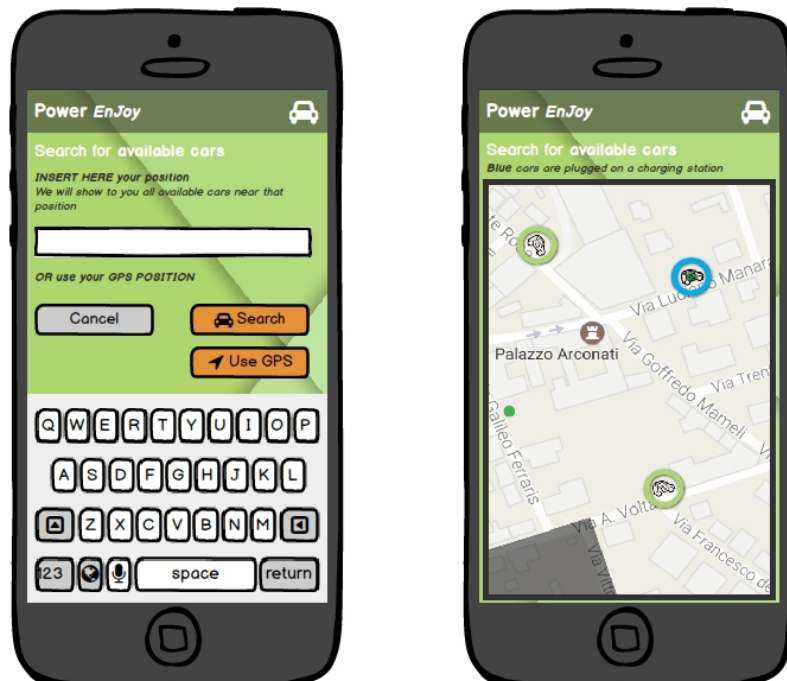 Power EnJoy
Search for available cars
INSERT HERE your position
We will show to you all available cars near that
position
OR use your GPS POSITION
Cancel
Search
Use GPS
Q W E R T Y U I O P
A S D F G H J K L
Z X C V B N M
123
space
return
Power EnJoy
Search for available cars
Blue cars are plugged on a charging station
Via Luciano Manara
Palazzo Arconati
Via Goffredo Mameli
Via Tren
Galileo Ferraris
Via A. Volta
Via Francesco de
Via Vitto